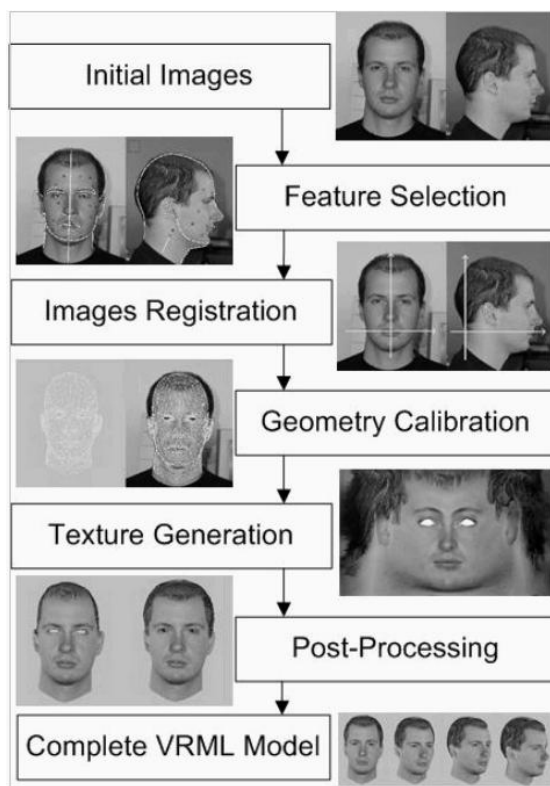 Initial Images
Feature Selection
Images Registration
Geometry Calibration
Texture Generation
Post-Processing
Complete VRML Model